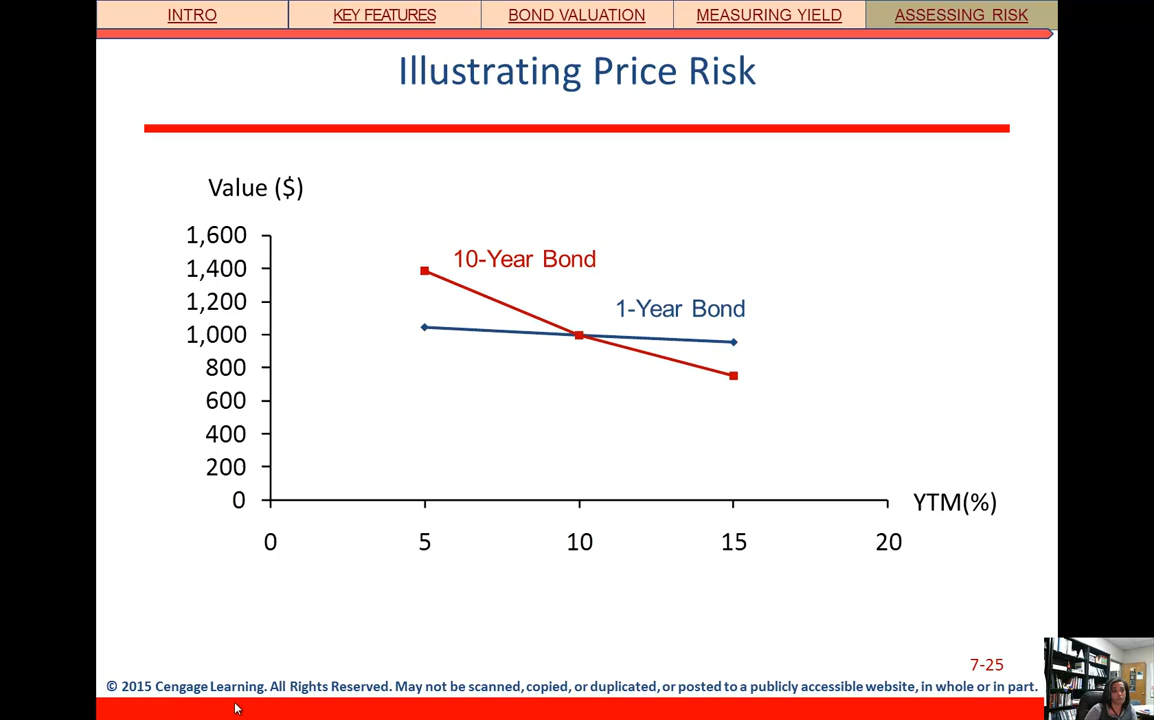 INTRO KEY FEATURES BOND VALUATION MEASURING YIELD ASSESSING RISK
Illustrating Price Risk
Value ($)
1,600
1,400
1,200
1,000
800
600
400
200
0
10-Year Bond
1-Year Bond
YTM(%)
0 5 10 15 20
7-25
© 2015 Cengage Learning. All Rights Reserved. May not be scanned, copied, or duplicated, or posted to a publicly accessible website, in whole or in part.